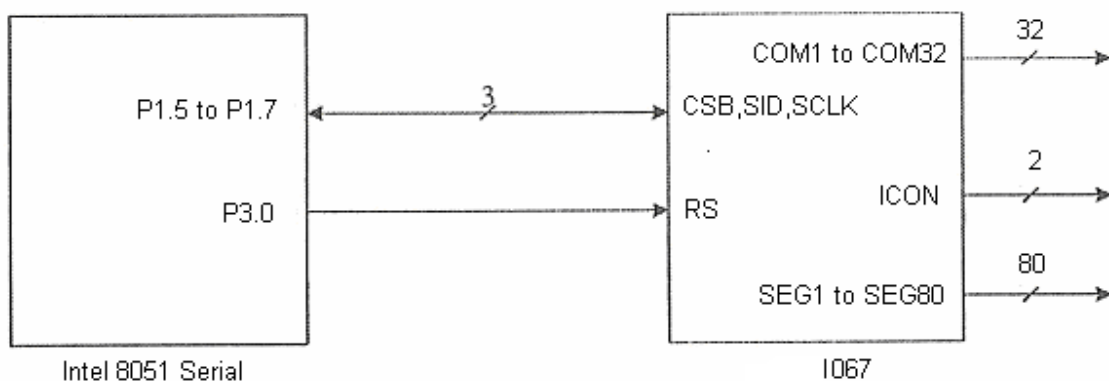 32
COM1 to COM32
P1.5 to P1.7
3
CSB,SID,SCLK
2
P3.0
RS
ICON
80
SEG1 to SEG80
Intel 8051 Serial
I067